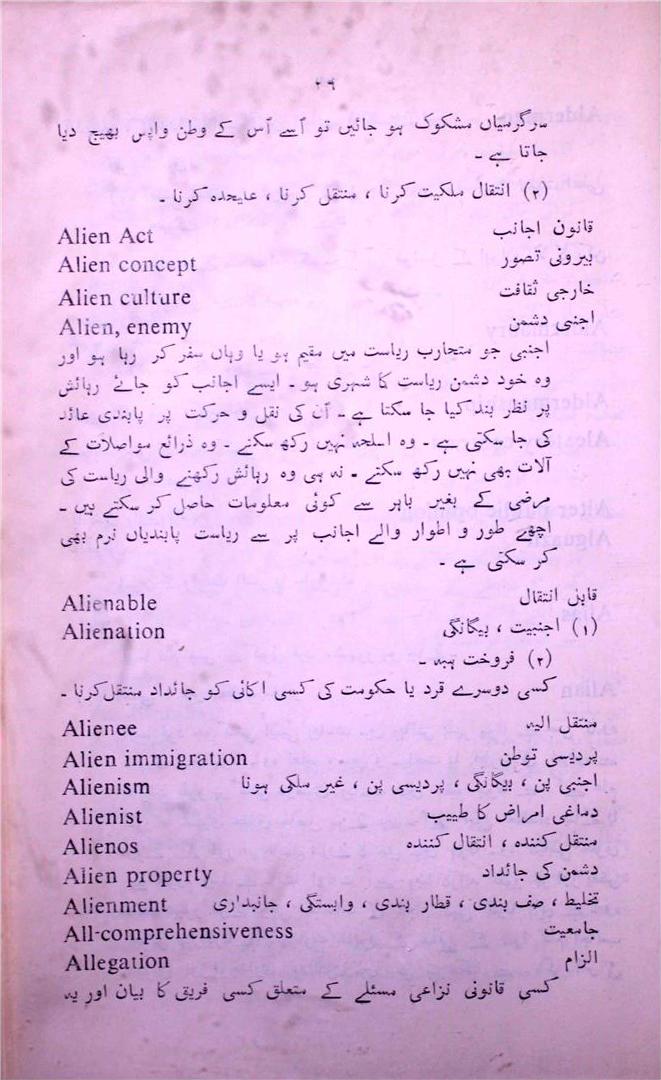 ۲۹
سرگرمیاں مشکوک ہو جائیں تو اُسے اُس کے وطن واپس بھیج دیا
جاتا ہے ۔
(۲) انتقال ملکیت کرنا ، منتقل کرنا ، علیحدہ کرنا ۔
Alien Act قانون اجانب
Alien concept بیرونی تصور
Alien culture خارجی ثقافت
Alien, enemy اجنبی دشمن
اجنبی جو متحارب ریاست میں مقیم ہو یا وہاں سفر کر رہا ہو اور
وہ خود دشمن ریاست کا شہری ہو ۔ ایسے اجانب کو جائے رہائش
پر نظر بند کیا جا سکتا ہے ۔ اُن کی نقل و حرکت پر پابندی عائد
کی جا سکتی ہے ۔ وہ اسلحہ نہیں رکھ سکتے ۔ وہ ذرائع مواصلات کے
آلات بھی نہیں رکھ سکتے ۔ نہ ہی وہ رہائش رکھنے والی ریاست کی
مرضی کے بغیر باہر سے کوئی معلومات حاصل کر سکتے ہیں ۔
اچھے طور و اطوار والے اجانب پر سے ریاست پابندیاں نرم بھی
کر سکتی ہے ۔
Alienable قابل انتقال
Alienation (۱) اجنبیت ، بیگانگی
(۲) فروخت ہبہ ۔
کسی دوسرے فرد یا حکومت کی کسی اکائی کو جائداد منتقل کرنا ۔
Alienee منتقل الیہ
Alien immigration پردیسی توطن
Alienism اجنبی پن ، بیگانگی ، پردیسی پن ، غیر ملکی ہونا
Alienist دماغی امراض کا طبیب
Alienos منتقل کنندہ ، انتقال کنندہ
Alien property دشمن کی جائداد
Alienment تخلیط ، صف بندی ، قطار بندی ، وابستگی ، جانبداری
All-comprehensiveness جامعیت
Allegation الزام
کسی قانونی نزاعی مسئلے کے متعلق کسی فریق کا بیان اور یہ